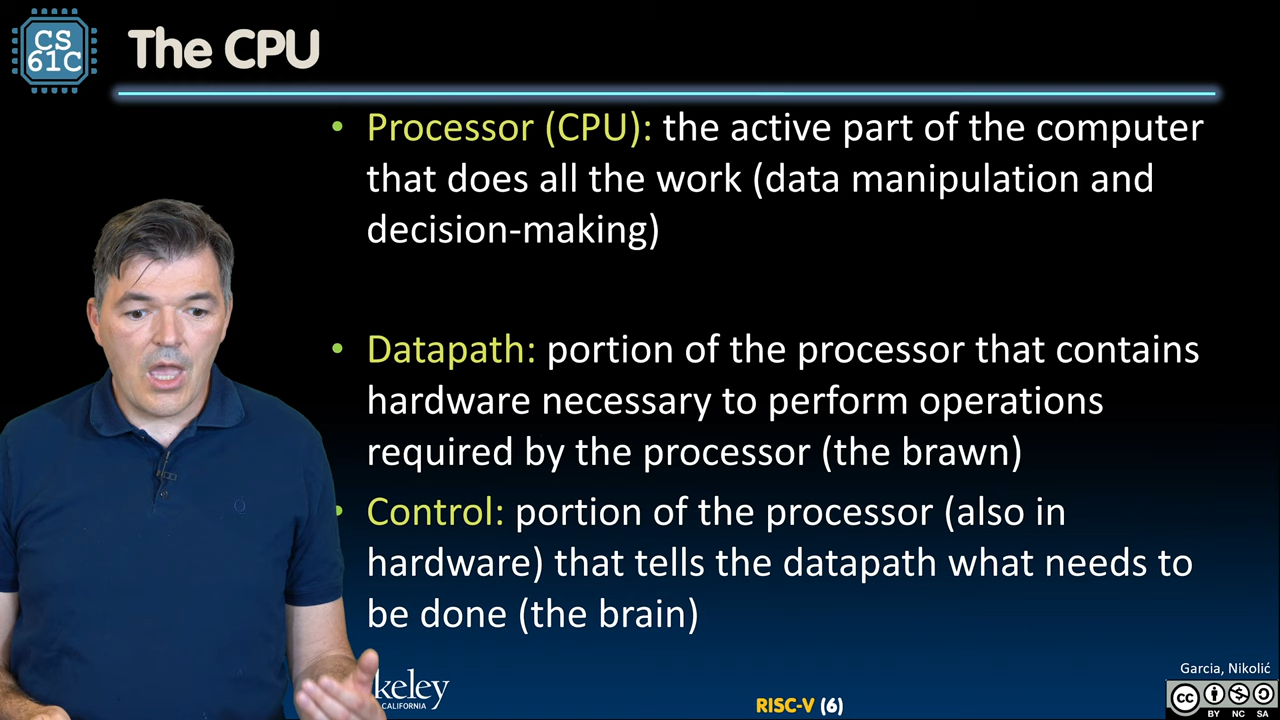 CS
61C
The CPU
• Processor (CPU): the active part of the computer
that does all the work (data manipulation and
decision-making)
• Datapath: portion of the processor that contains
hardware necessary to perform operations
required by the processor (the brawn)
• Control: portion of the processor (also in
hardware) that tells the datapath what needs to
be done (the brain)
keley
CALIFORNIA
RISC-V (6)
Garcia, Nikolić
cc
BY NC SA